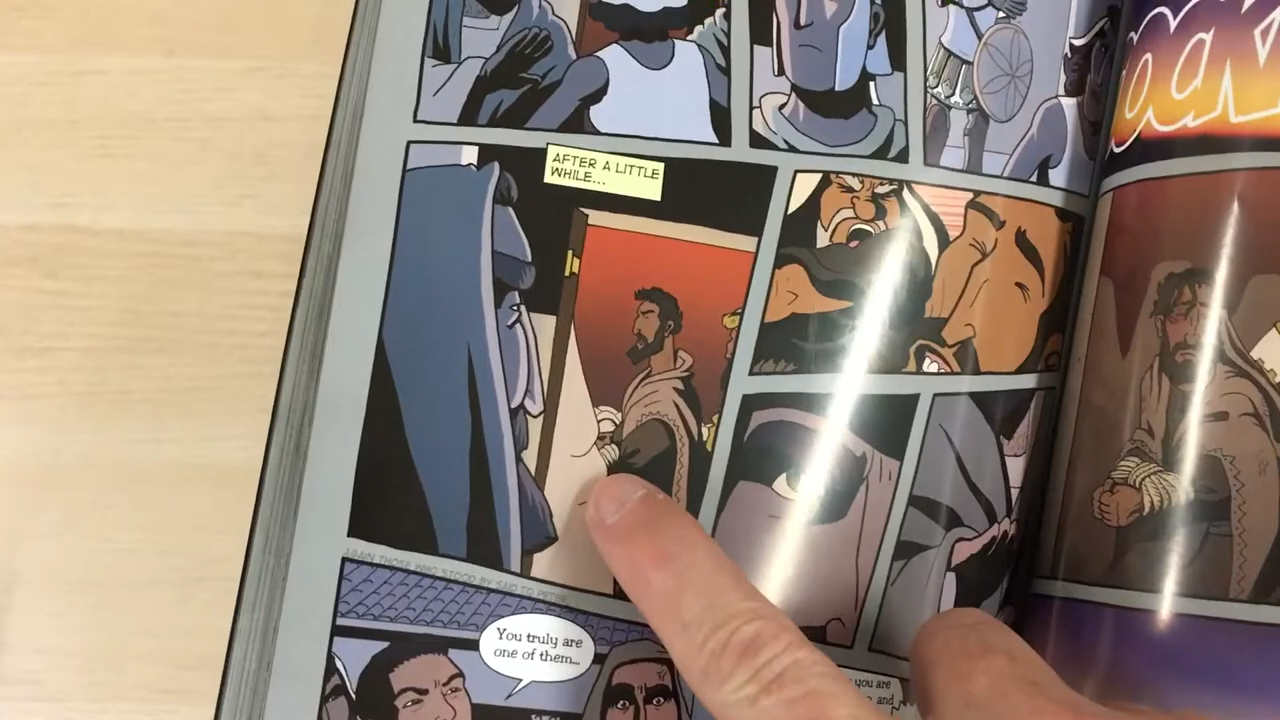 AFTER A LITTLE
WHILE...
AGAIN THOSE WHO STOOD BY SAID TO PETER
You truly are
one of them...
you are
and